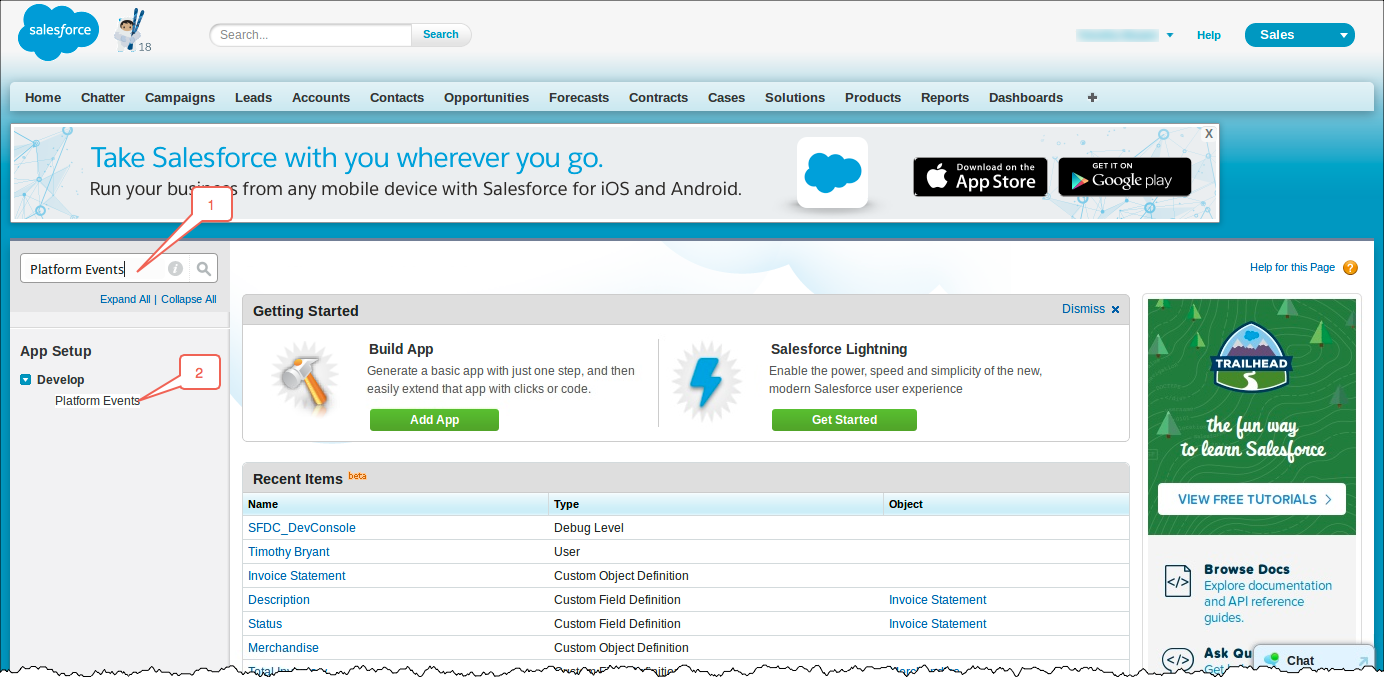 salesforce
18
Search...
Search
Help
Sales
Home Chatter Campaigns Leads Accounts Contacts Opportunities Forecasts Contracts Cases Solutions Products Reports Dashboards +
Take Salesforce with you wherever you go.
Run your business from any mobile device with Salesforce for iOS and Android.
Download on the
App Store
GET IT ON
Google play
X
1
Platform Events
i
Expand All | Collapse All
App Setup
Develop
Platform Events
2
Help for this Page ?
Getting Started
Dismiss ×
Build App
Generate a basic app with just one step, and then
easily extend that app with clicks or code.
Add App
Salesforce Lightning
Enable the power, speed and simplicity of the new,
modern Salesforce user experience
Get Started
Recent Items beta
Name Type Object
SFDC_DevConsole Debug Level
Timothy Bryant User
Invoice Statement Custom Object Definition
Description Custom Field Definition Invoice Statement
Status Custom Field Definition Invoice Statement
Merchandise Custom Object Definition
Custom Field Definition
TRAILHEAD
the fun way
to learn Salesforce
VIEW FREE TUTORIALS >
</>
Browse Docs
Explore documentation
and API reference
guides.
</>
Ask
Get
Chat